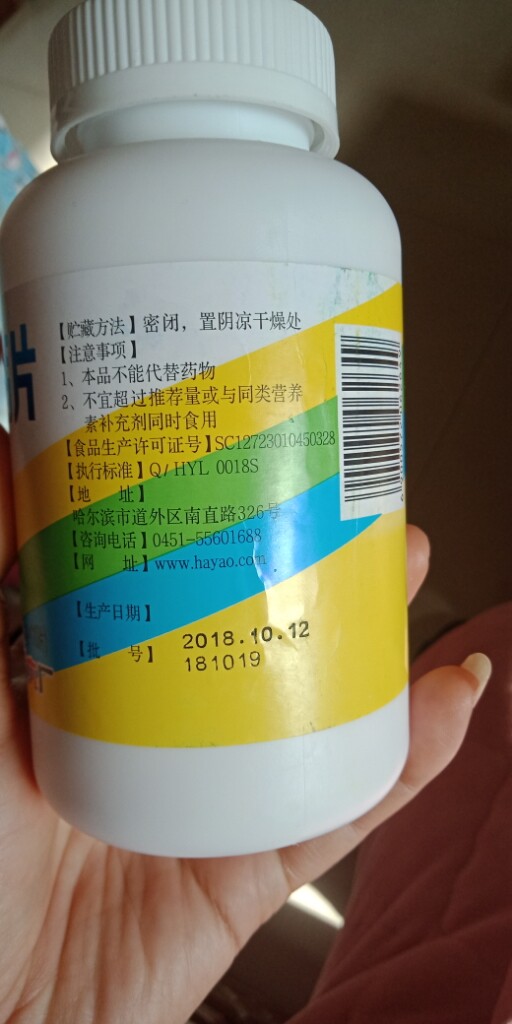 片
【贮藏方法】密闭，置阴凉干燥处
【注意事项】
1、本品不能代替药物
2、不宜超过推荐量或与同类营养
素补充剂同时食用
【食品生产许可证号】SC12723010450328
【执行标准】Q/HYL 0018S
【地 址】
哈尔滨市道外区南直路326号
【咨询电话】0451-55601688
【网 址】www.hayao.com
【生产日期】
2018.10.12
【批 号】
181019